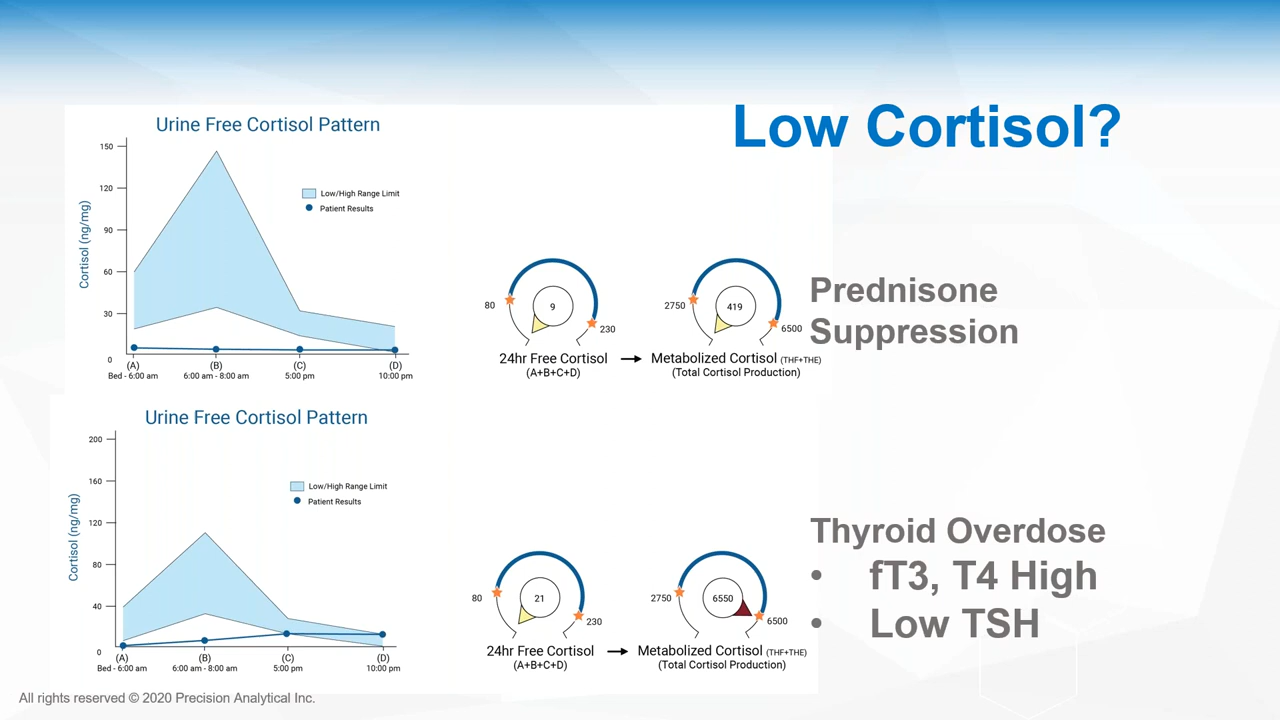 Low Cortisol?
Urine Free Cortisol Pattern
Cortisol (ng/mg)
150
120
90
60
30
0
Low/High Range Limit
Patient Results
(A)
Bed - 6:00 am
(B)
6:00 am - 8:00 am
(C)
5:00 pm
(D)
10:00 pm
80
9
230
24hr Free Cortisol
(A+B+C+D)
2750
419
6500
Metabolized Cortisol (THF+THE)
(Total Cortisol Production)
Prednisone
Suppression
Urine Free Cortisol Pattern
Cortisol (ng/mg)
200
160
120
80
40
0
Low/High Range Limit
Patient Results
(A)
Bed - 6:00 am
(B)
6:00 am - 8:00 am
(C)
5:00 pm
(D)
10:00 pm
80
21
230
24hr Free Cortisol
(A+B+C+D)
2750
6550
6500
Metabolized Cortisol (THF+THE)
(Total Cortisol Production)
Thyroid Overdose
• fT3, T4 High
• Low TSH
All rights reserved © 2020 Precision Analytical Inc.